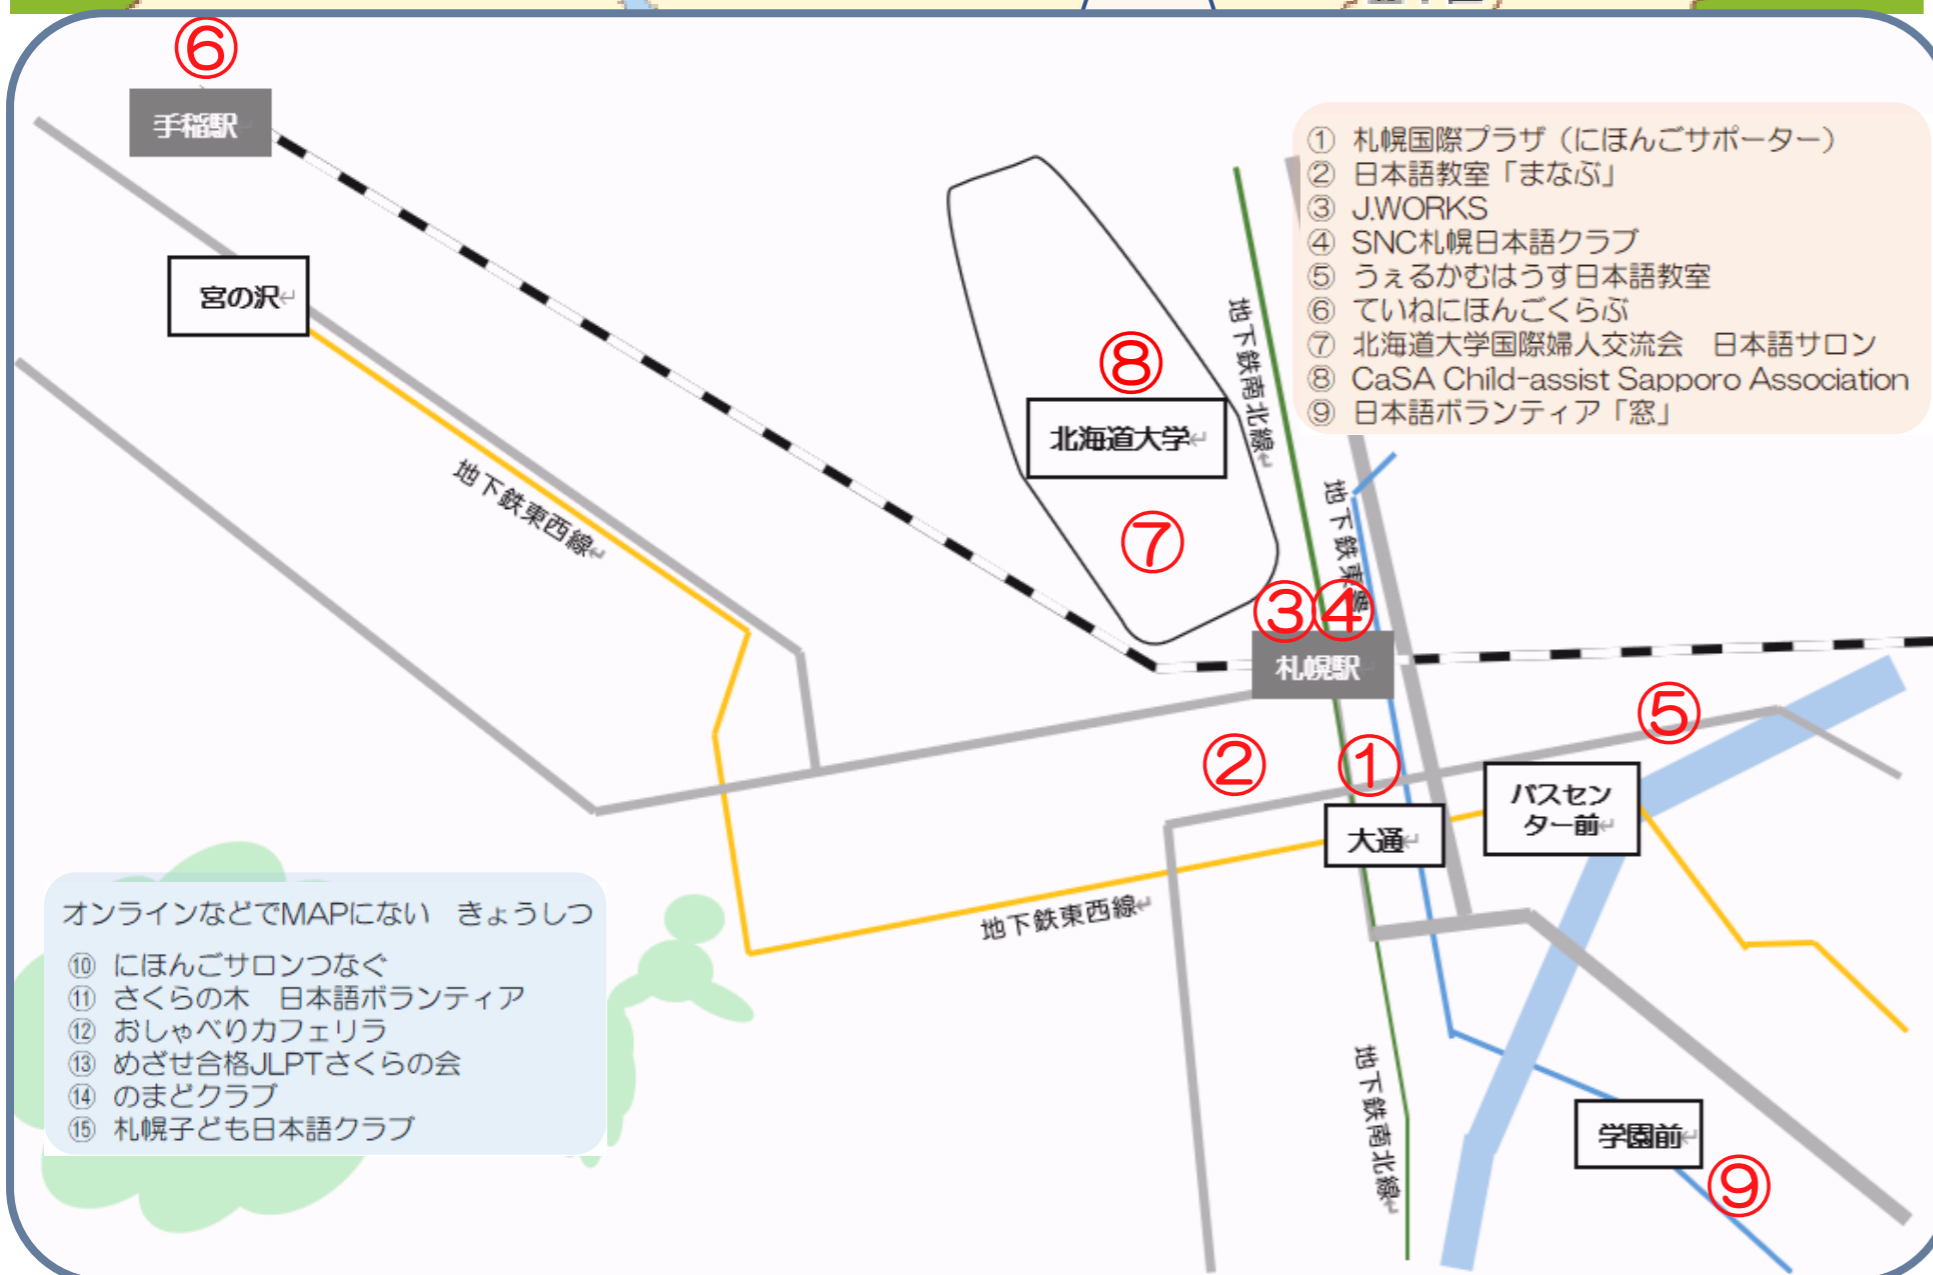 ⑥
手稲駅
① 札幌国際プラザ（にほんごサポーター）
② 日本語教室「まなぶ」
③ J.WORKS
④ SNC札幌日本語クラブ
⑤ うぇるかむはうす日本語教室
⑥ ていねにほんごくらぶ
⑦ 北海道大学国際婦人交流会　日本語サロン
⑧ CaSA Child-assist Sapporo Association
⑨ 日本語ボランティア「窓」
宮の沢
地下鉄南北線
⑧
北海道大学
地下鉄東西線
⑦
地下鉄東豊
③④
札幌駅
⑤
②
①
バスセン
ター前
大通
地下鉄東西線
オンラインなどでMAPにない　きょうしつ
⑩ にほんごサロンつなぐ
⑪ さくらの木　日本語ボランティア
⑫ おしゃべりカフェリラ
⑬ めざせ合格JLPTさくらの会
⑭ のまどクラブ
⑮ 札幌子ども日本語クラブ
地下鉄南北線
学園前
⑨